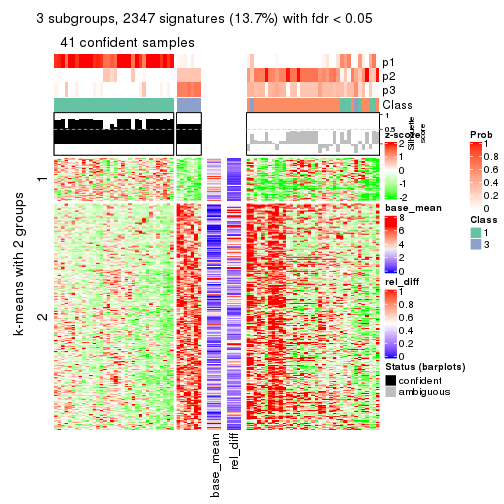 3 subgroups, 2347 signatures (13.7%) with fdr < 0.05
41 confident samples
p1
p2
p3
Class
1
0.5
0
Silhouette
score
k-means with 2 groups
1
2
base_mean
rel_diff
z-score
2
1
0
-1
-2
base_mean
8
6
4
2
0
rel_diff
1
0.8
0.6
0.4
0.2
0
Status (barplots)
confident
ambiguous
Prob
1
0.8
0.6
0.4
0.2
0
Class
1
3